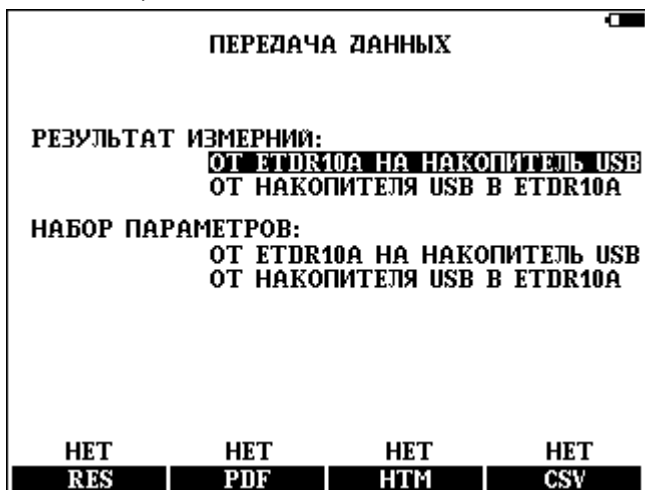 ПЕРЕДАЧА ДАННЫХ
РЕЗУЛЬТАТ ИЗМЕРНИЙ:
ОТ ETDR10A НА НАКОПИТЕЛЬ USB
ОТ НАКОПИТЕЛЯ USB В ETDR10A
НАБОР ПАРАМЕТРОВ:
ОТ ETDR10A НА НАКОПИТЕЛЬ USB
ОТ НАКОПИТЕЛЯ USB В ETDR10A
НЕТ НЕТ НЕТ НЕТ
RES PDF HTM CSV